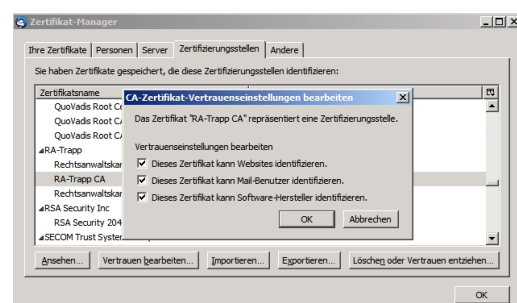 Zertifikat-Manager
Ihre Zertifikate Personen Server Zertifizierungsstellen Andere
Sie haben Zertifikate gespeichert, die diese Zertifizierungsstellen identifizieren:
Zertifikatsname
QuoVadis Root
QuoVadis Root
QuoVadis Root
RA-Trapp
Rechtsanwaltskar
RA-Trapp CA
Rechtsanwaltskar
RSA Security Inc
RSA Security 204
SECOM Trust
CA-Zertifikat-Vertrauenseinstellungen bearbeiten
Das Zertifikat "RA-Trapp CA" repräsentiert eine Zertifizierungsstelle.
Vertrauenseinstellungen bearbeiten
Dieses Zertifikat kann Websites identifizieren.
Dieses Zertifikat kann Mail-Benutzer identifizieren.
Dieses Zertifikat kann Software-Hersteller identifizieren.
OK Abbrechen
Ansehen... Vertrauen bearbeiten... Importieren... Exportieren... Löschen oder Vertrauen entziehen...
OK